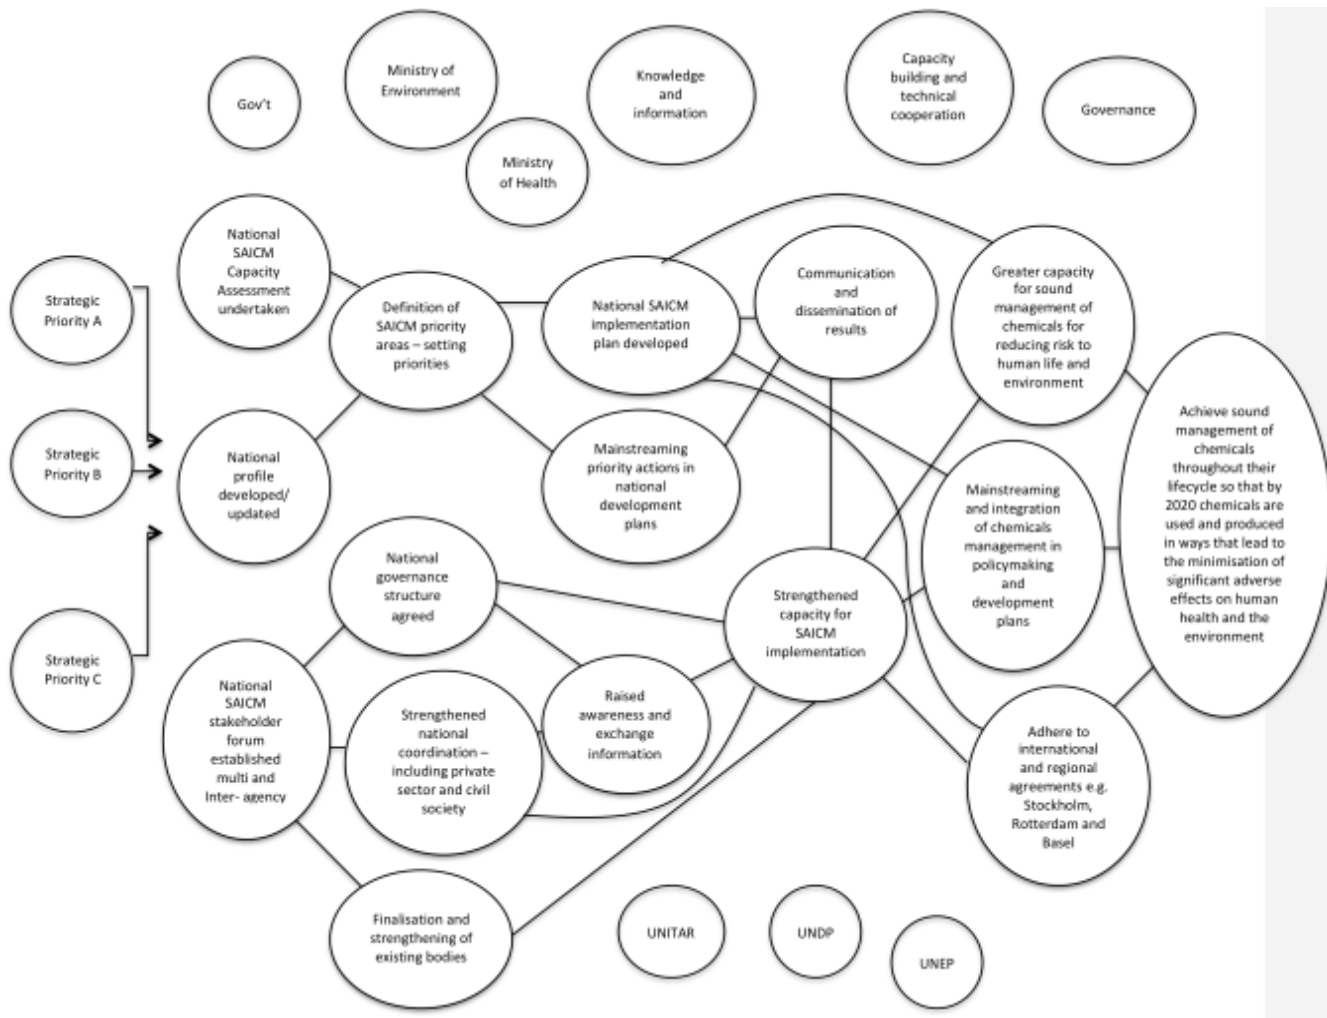 Gov't
Ministry of
Environment
Ministry
of Health
Knowledge
and
information
Capacity
building and
technical
cooperation
Governance
Strategic
Priority A
Strategic
Priority B
Strategic
Priority C
National
SAICM
Capacity
Assessment
undertaken
National
profile
developed/
updated
Definition of
SAICM priority
areas – setting
priorities
National SAICM
implementation
plan developed
Communication
and
dissemination of
results
Mainstreaming
priority actions in
national
development
plans
Greater capacity
for sound
management of
chemicals for
reducing risk to
human life and
environment
Mainstreaming
and integration
of chemicals
management in
policymaking
and
development
plans
Achieve sound
management of
chemicals
throughout their
lifecycle so that by
2020 chemicals are
used and produced
in ways that lead to
the minimisation of
significant adverse
effects on human
health and the
environment
National
governance
structure
agreed
National
SAICM
stakeholder
forum
established
multi and
Inter- agency
Strengthened
national
coordination –
including private
sector and civil
society
Raised
awareness and
exchange
information
Strengthened
capacity for
SAICM
implementation
Adhere to
international
and regional
agreements e.g.
Stockholm,
Rotterdam and
Basel
Finalisation and
strengthening of
existing bodies
UNITAR
UNDP
UNEP